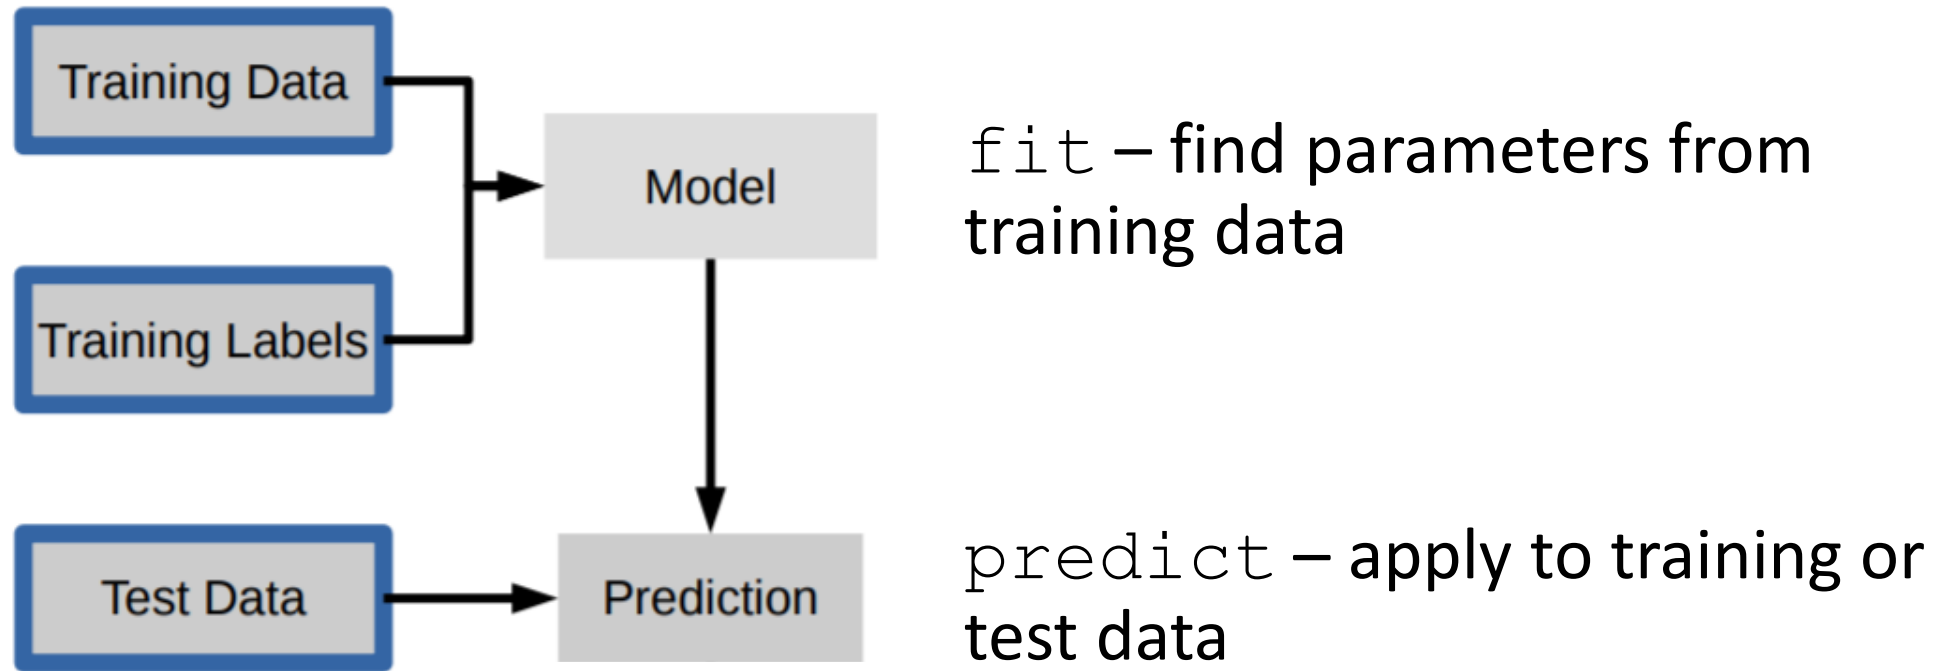 Training Data
Model
fit – find parameters from
training data
Training Labels
Test Data
Prediction
predict – apply to training or
test data